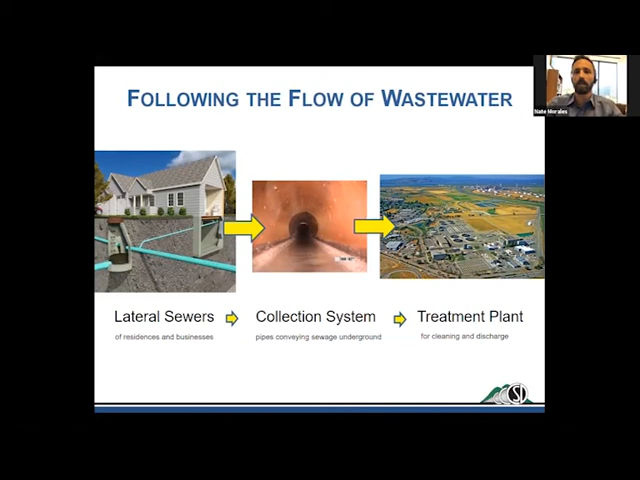 FOLLOWING THE FLOW OF WASTEWATER
Nate Morales
Lateral Sewers
Collection System
Treatment Plant
of residences and businesses
pipes conveying sewage underground
for cleaning and discharge